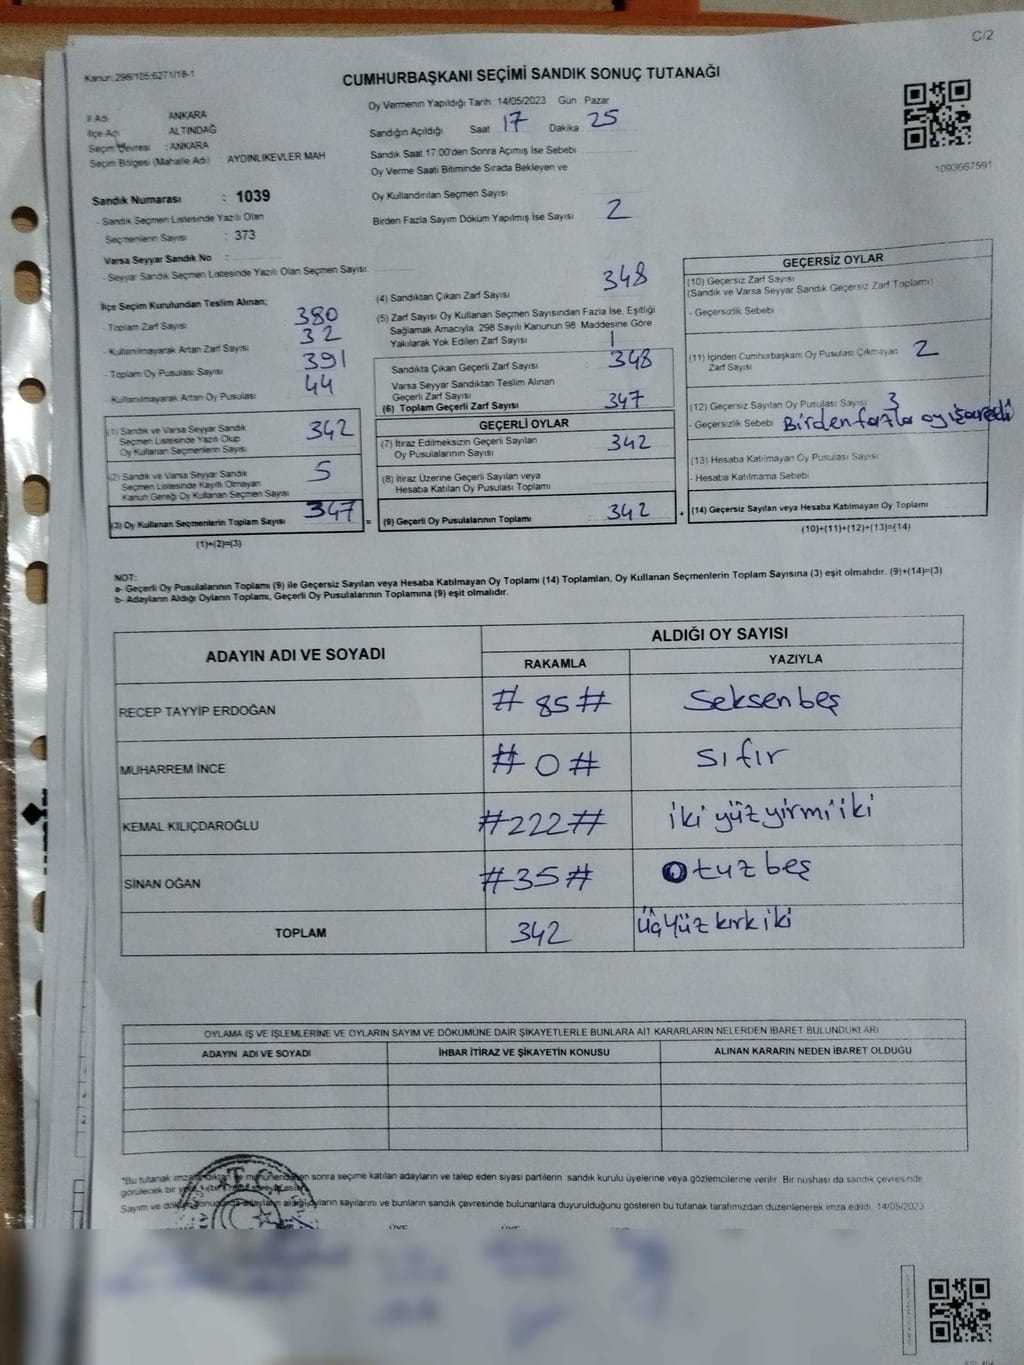 C/2
Kanun:298/105;6271/18-1
CUMHURBAŞKANI SEÇİMİ SANDIK SONUÇ TUTANAĞI
İl Adı ANKARA
İlçe Adı ALTINDAĞ
Seçim Çevresi : ANKARA
Seçim Bölgesi (Mahalle Adı) AYDINLIKEVLER MAH
Oy Vermenin Yapıldığı Tarih 14/05/2023 Gün : Pazar
Sandığın Açıldığı Saat 17 Dakika 25
Sandık Saat 17:00'den Sonra Açımış İse Sebebi
Oy Verme Saati Bitiminde Sırada Bekleyen ve
Oy Kullandırılan Seçmen Sayısı
Birden Fazla Sayım Döküm Yapılmış İse Sayısı 2
1093667591
Sandık Numarası : 1039
- Sandık Seçmen Listesinde Yazılı Olan
Seçmenlerin Sayısı : 373
Varsa Seyyar Sandık No :
- Seyyar Sandık Seçmen Listesinde Yazılı Olan Seçmen Sayısı:
İlçe Seçim Kurulundan Teslim Alınan;
- Toplam Zarf Sayısı 380
- Kullanılmayarak Artan Zarf Sayısı 32
- Toplam Oy Pusulası Sayısı 391
- Kullanılmayarak Artan Oy Pusulası 44
(1) Sandık ve Varsa Seyyar Sandık
Seçmen Listesinde Yazılı Olup
Oy Kullanan Seçmenlerin Sayısı 342
(2) Sandık ve Varsa Seyyar Sandık
Seçmen Listesinde Kayıtlı Olmayan
Kanun Gereği Oy Kullanan Seçmen Sayısı 5
(3) Oy Kullanan Seçmenlerin Toplam Sayısı 347 =
(1)+(2)=(3)
(4) Sandıktan Çıkan Zarf Sayısı 348
(5) Zarf Sayısı Oy Kullanan Seçmen Sayısından Fazla İse, Eşitliği
Sağlamak Amacıyla, 298 Sayılı Kanunun 98. Maddesine Göre
Yakılarak Yok Edilen Zarf Sayısı 1
Sandıkta Çıkan Geçerli Zarf Sayısı 348
Varsa Seyyar Sandıktan Teslim Alınan
Geçerli Zarf Sayısı
(6) Toplam Geçerli Zarf Sayısı 347
GEÇERLİ OYLAR
(7) İtiraz Edilmeksizin Geçerli Sayılan
Oy Pusulalarının Sayısı 342
(8) İtiraz Üzerine Geçerli Sayılan veya
Hesaba Katılan Oy Pusulası Toplamı
(9) Geçerli Oy Pusulalarının Toplamı 342 +
GEÇERSİZ OYLAR
(10) Geçersiz Zarf Sayısı
(Sandık ve Varsa Seyyar Sandık Geçersiz Zarf Toplamı)
- Geçersizlik Sebebi
(11) İçinden Cumhurbaşkanı Oy Pusulası Çıkmayan
Zarf Sayısı 2
(12) Geçersiz Sayılan Oy Pusulası Sayısı 3
- Geçersizlik Sebebi Birden fazla oy işaretli
(13) Hesaba Katılmayan Oy Pusulası Sayısı
- Hesaba Katılmama Sebebi
(14) Geçersiz Sayılan veya Hesaba Katılmayan Oy Toplamı
(10)+(11)+(12)+(13)=(14)
NOT:
a- Geçerli Oy Pusulalarının Toplamı (9) ile Geçersiz Sayılan veya Hesaba Katılmayan Oy Toplamı (14) Toplamları, Oy Kullanan Seçmenlerin Toplam Sayısına (3) eşit olmalıdır. (9)+(14)=(3)
b- Adayların Aldığı Oyların Toplamı, Geçerli Oy Pusulalarının Toplamına (9) eşit olmalıdır.
ADAYIN ADI VE SOYADI
ALDIĞI OY SAYISI
RAKAMLA YAZIYLA
RECEP TAYYİP ERDOĞAN # 85 # Seksen beş
MUHARREM İNCE # 0 # sıfır
KEMAL KILIÇDAROĞLU #222# iki yüz yirmi iki
SİNAN OĞAN #35# Otuz beş
TOPLAM 342 Üç Yüz kırk iki
OYLAMA İŞ VE İŞLEMLERİNE VE OYLARIN SAYIM VE DÖKÜMÜNE DAİR ŞİKAYETLERLE BUNLARA AİT KARARLARIN NELERDEN İBARET BULUNDUKLARI
ADAYIN ADI VE SOYADI İHBAR İTİRAZ VE ŞİKAYETİN KONUSU ALINAN KARARIN NEDEN İBARET OLDUĞU
*Bu tutanak sonra seçime katılan adayların ve talep eden siyasi partilerin sandık kurulu üyelerine veya gözlemcilerine verilir. Bir nüshası da sandık çevresinde
görülecek bir
Sayım ve adayların aldığı oyların sayılarını ve bunların sandık çevresinde bulunanlara duyurulduğunu gösteren bu tutanak tarafımızdan düzenlenerek imza edildi. 14/05/2023
ÜYE ÜYE